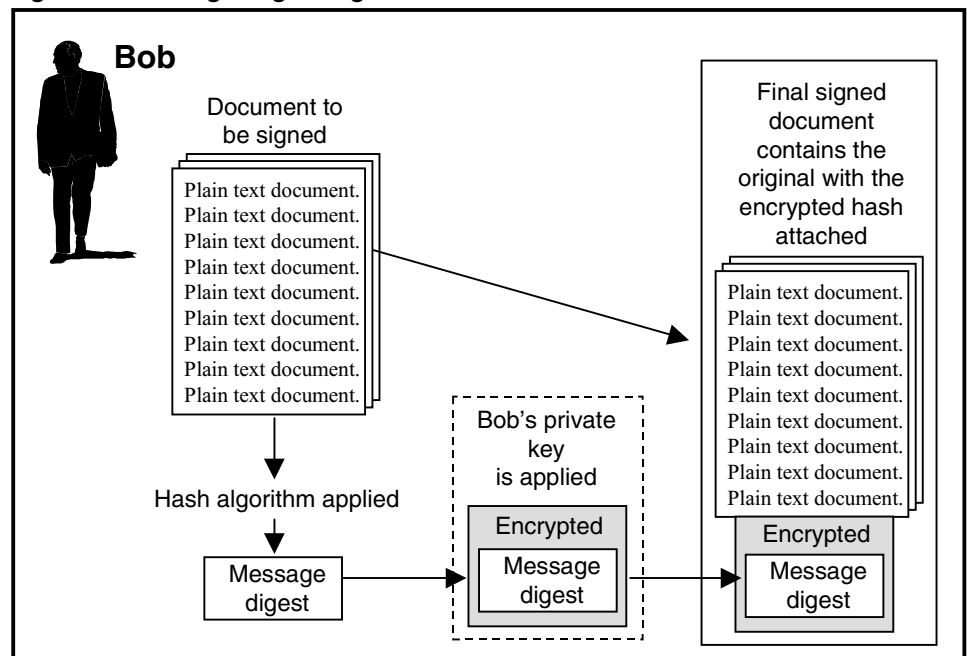 Bob
Document to
be signed
Plain text document.
Plain text document.
Plain text document.
Plain text document.
Plain text document.
Plain text document.
Plain text document.
Plain text document.
Plain text document.
Hash algorithm applied
Message
digest
Bob’s private
key
is applied
Encrypted
Message
digest
Final signed
document
contains the
original with the
encrypted hash
attached
Plain text document.
Plain text document.
Plain text document.
Plain text document.
Plain text document.
Plain text document.
Plain text document.
Plain text document.
Plain text document.
Encrypted
Message
digest